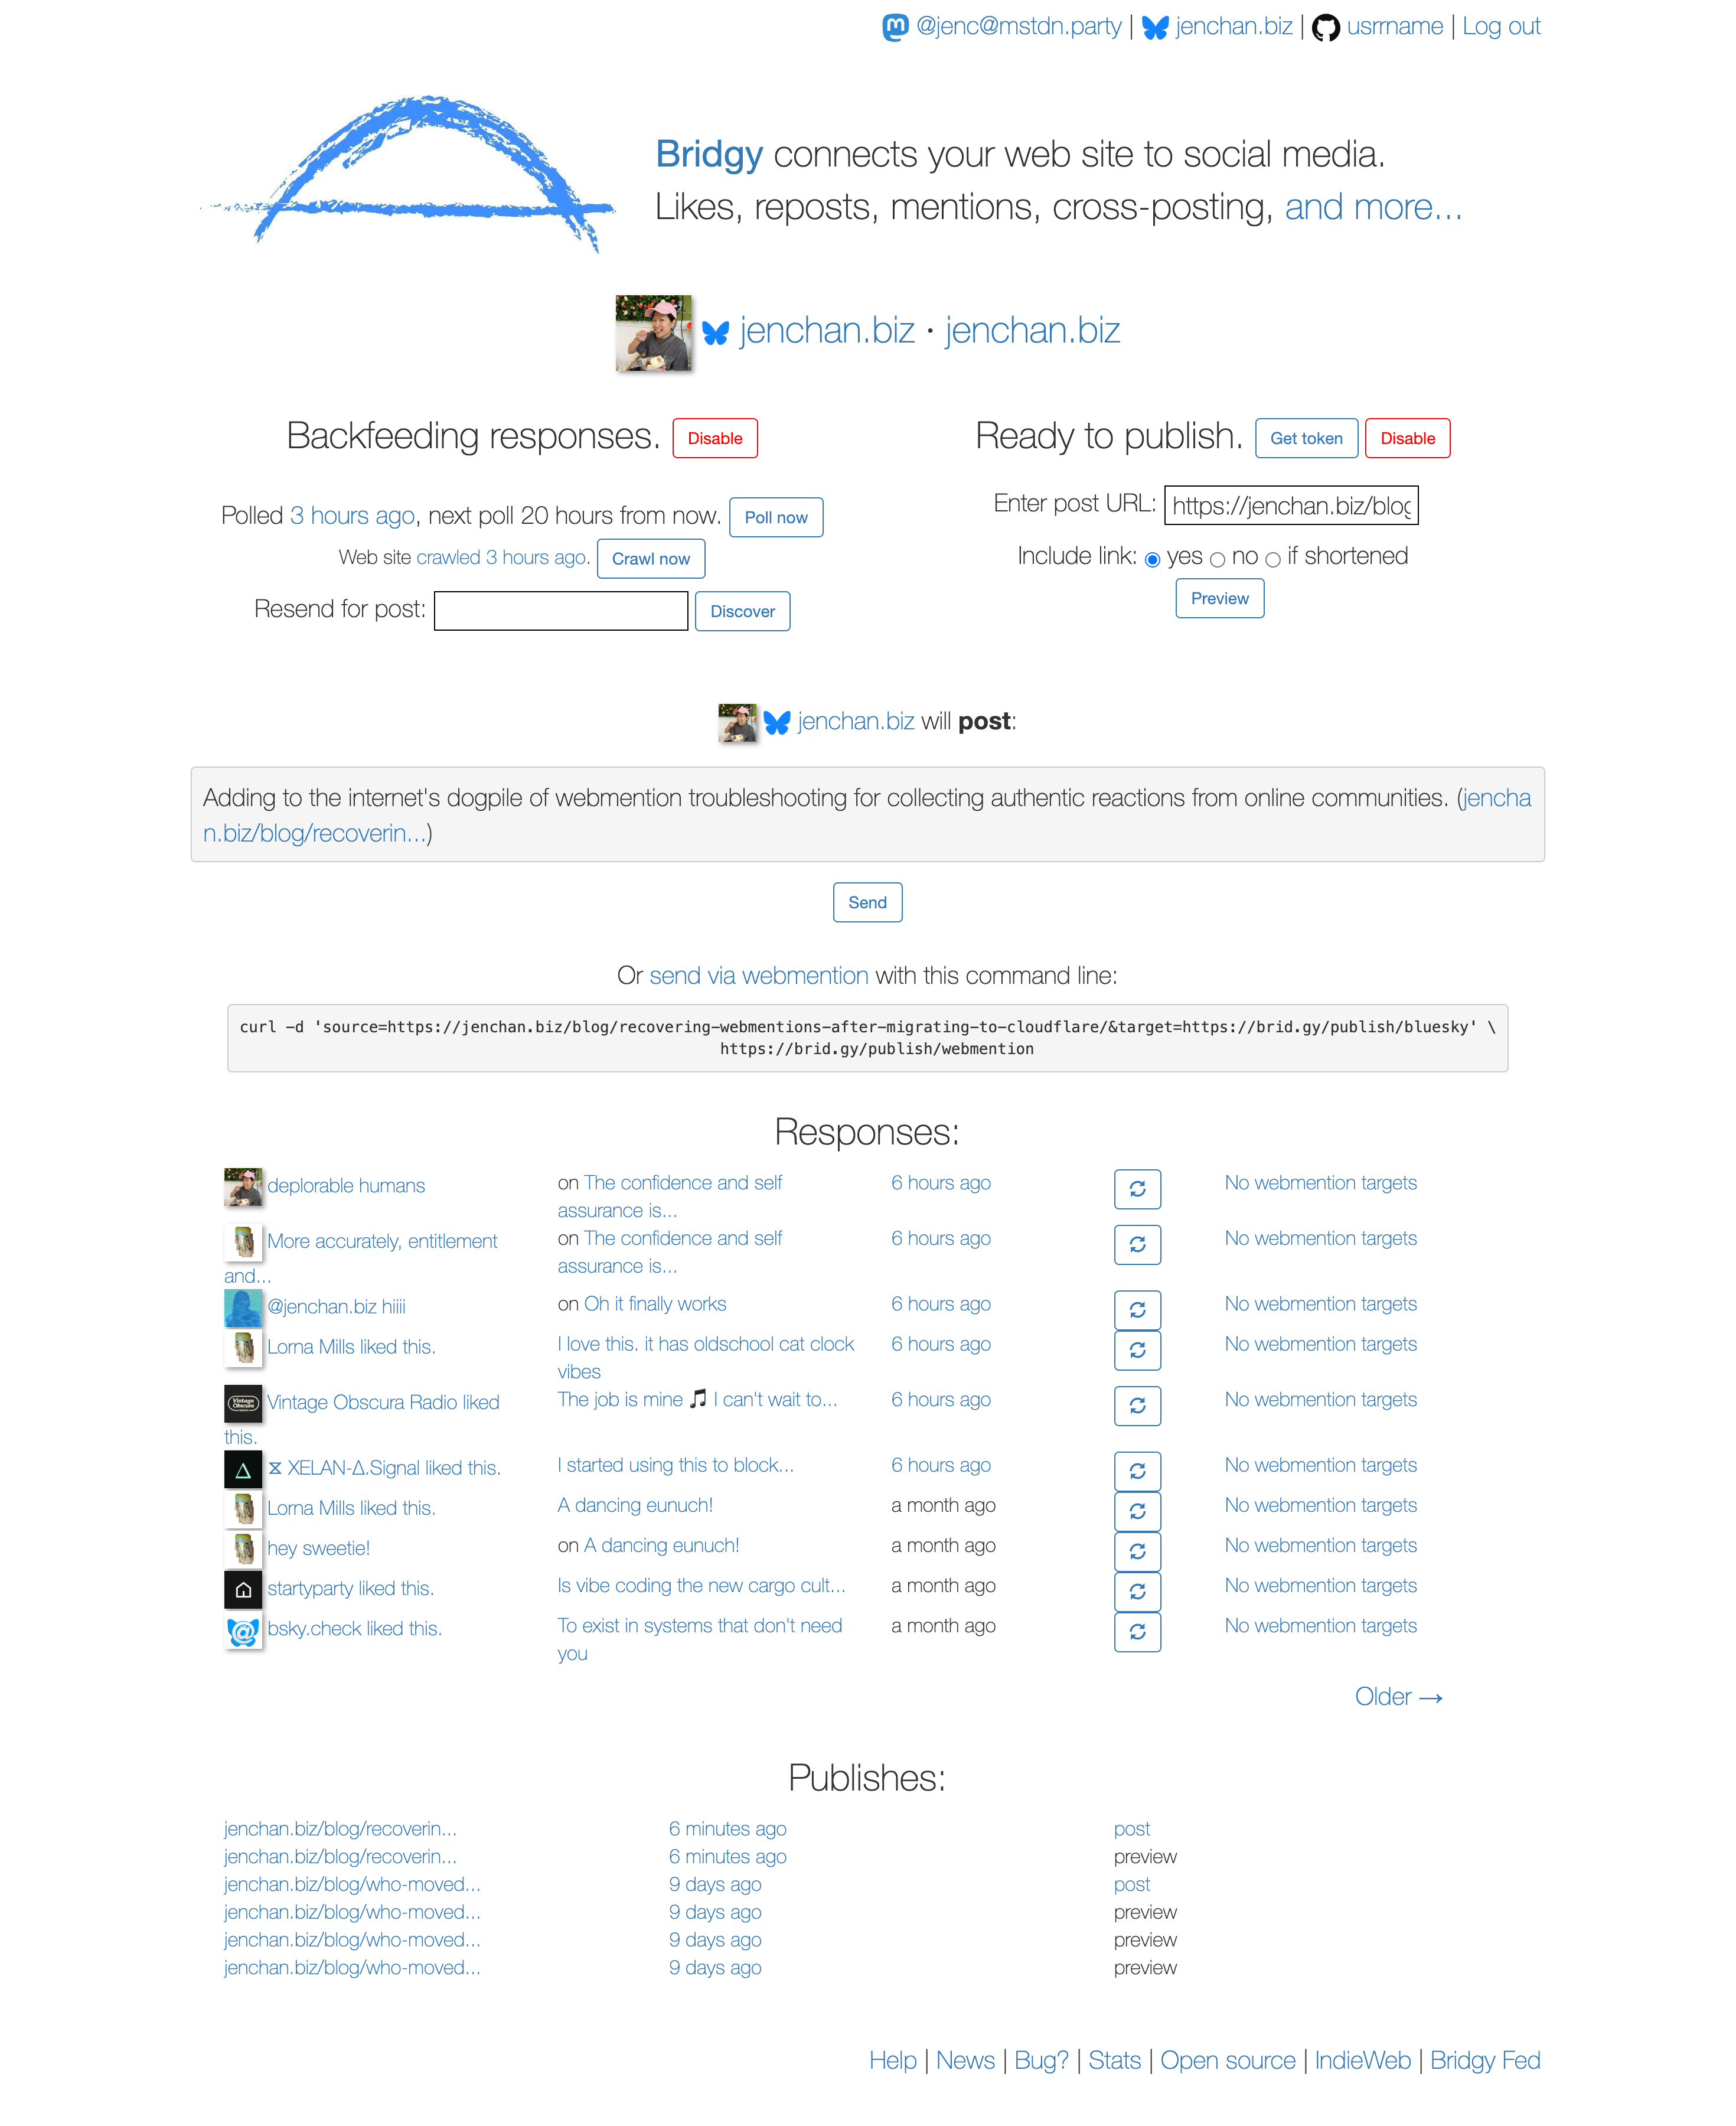 @jenc@mstdn.party | jenchan.biz | usrrname | Log out
Bridgy connects your web site to social media.
Likes, reposts, mentions, cross-posting, and more...
jenchan.biz · jenchan.biz
Backfeeding responses. Disable
Polled 3 hours ago, next poll 20 hours from now. Poll now
Web site crawled 3 hours ago. Crawl now
Resend for post: Discover
Ready to publish. Get token Disable
Enter post URL: https://jenchan.biz/blog
Include link: yes no if shortened
Preview
jenchan.biz will post:
Adding to the internet's dogpile of webmention troubleshooting for collecting authentic reactions from online communities. (jencha
n.biz/blog/recoverin...)
Send
Or send via webmention with this command line:
curl -d 'source=https://jenchan.biz/blog/recovering-webmentions-after-migrating-to-cloudflare/&target=https://brid.gy/publish/bluesky' \
https://brid.gy/publish/webmention
Responses:
deplorable humans on The confidence and self 6 hours ago No webmention targets
assurance is...
More accurately, entitlement on The confidence and self 6 hours ago No webmention targets
and... assurance is...
@jenchan.biz hiiii on Oh it finally works 6 hours ago No webmention targets
Lorna Mills liked this. I love this. it has oldschool cat clock 6 hours ago No webmention targets
vibes
Vintage Obscura Radio liked The job is mine 🎵 I can't wait to... 6 hours ago No webmention targets
this.
⧖ XELAN-Δ.Signal liked this. I started using this to block... 6 hours ago No webmention targets
Lorna Mills liked this. A dancing eunuch! a month ago No webmention targets
hey sweetie! on A dancing eunuch! a month ago No webmention targets
startyparty liked this. Is vibe coding the new cargo cult... a month ago No webmention targets
bsky.check liked this. To exist in systems that don't need a month ago No webmention targets
you
Older →
Publishes:
jenchan.biz/blog/recoverin... 6 minutes ago post
jenchan.biz/blog/recoverin... 6 minutes ago preview
jenchan.biz/blog/who-moved... 9 days ago post
jenchan.biz/blog/who-moved... 9 days ago preview
jenchan.biz/blog/who-moved... 9 days ago preview
jenchan.biz/blog/who-moved... 9 days ago preview
Help | News | Bug? | Stats | Open source | IndieWeb | Bridgy Fed